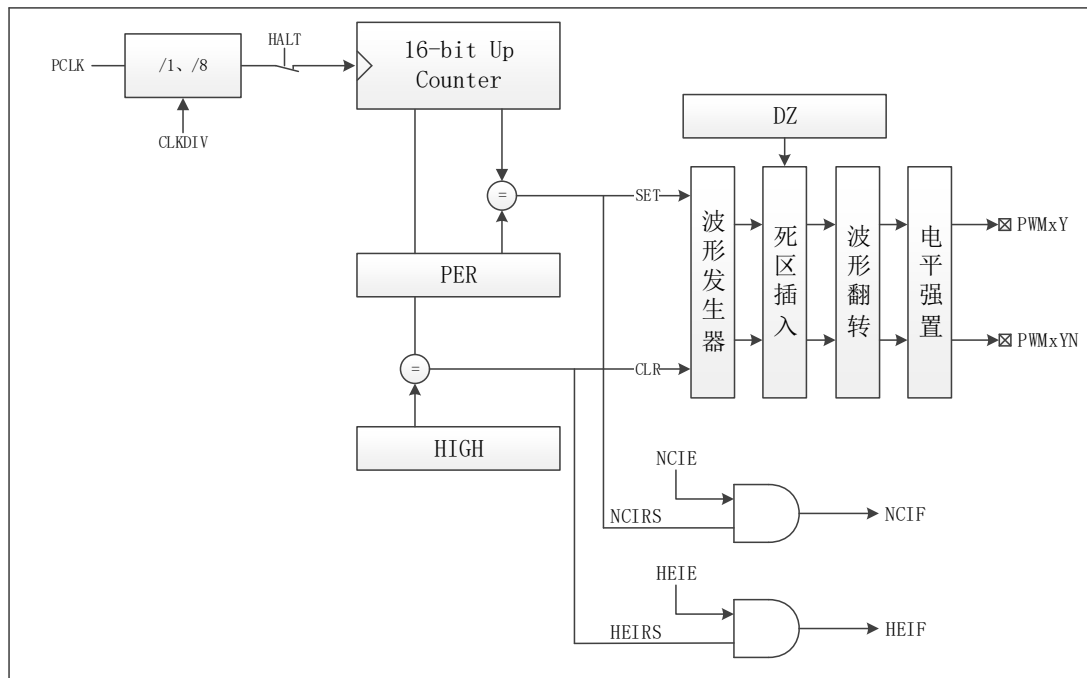 PCLK
/1、/8
HALT
16-bit Up
Counter
CLKDIV
DZ
=
SET
波形发生器
死区插入
波形翻转
电平强置
PWMxY
PER
PWMxYN
=
CLR
HIGH
NCIE
NCIRS
NCIF
HEIE
HEIRS
HEIF